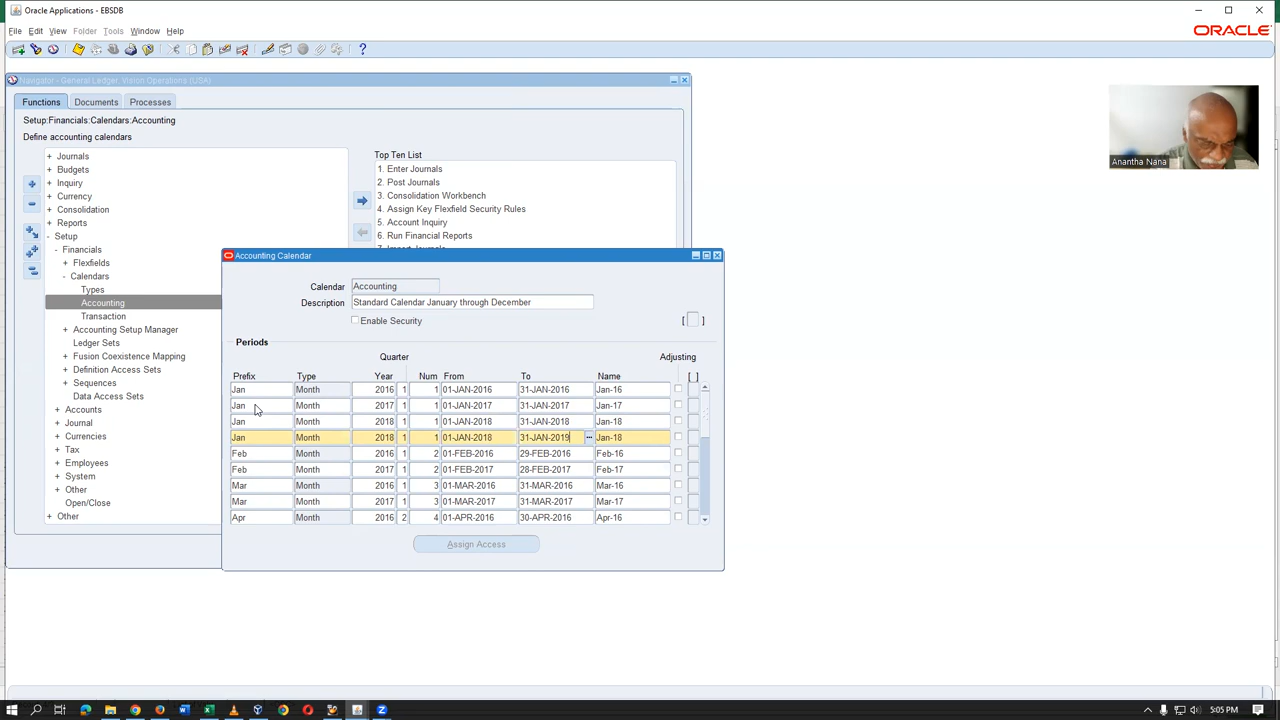 Oracle Applications - EBSDB
File Edit View Folder Tools Window Help
ORACLE
Navigator - General Ledger, Vision Operations (USA)
Functions Documents Processes
Setup:Financials:Calendars:Accounting
Define accounting calendars
+ Journals
+ Budgets
+ Inquiry
+ Currency
+ Consolidation
+ Reports
- Setup
- Financials
+ Flexfields
- Calendars
Types
Accounting
Transaction
+ Accounting Setup Manager
Ledger Sets
+ Fusion Coexistence Mapping
+ Definition Access Sets
+ Sequences
Data Access Sets
+ Accounts
+ Journal
+ Currencies
+ Tax
+ Employees
+ System
+ Other
Open/Close
+ Other
Top Ten List
1. Enter Journals
2. Post Journals
3. Consolidation Workbench
4. Assign Key Flexfield Security Rules
5. Account Inquiry
6. Run Financial Reports
Anantha Nana
Accounting Calendar
Calendar Accounting
Description Standard Calendar January through December
Enable Security
[ ]
Periods
Quarter Adjusting
Prefix Type Year Num From To Name [ ]
Jan Month 2016 1 1 01-JAN-2016 31-JAN-2016 Jan-16
Jan Month 2017 1 1 01-JAN-2017 31-JAN-2017 Jan-17
Jan Month 2018 1 1 01-JAN-2018 31-JAN-2018 Jan-18
Jan Month 2018 1 1 01-JAN-2018 31-JAN-2019 Jan-18
Feb Month 2016 1 2 01-FEB-2016 29-FEB-2016 Feb-16
Feb Month 2017 1 2 01-FEB-2017 28-FEB-2017 Feb-17
Mar Month 2016 1 3 01-MAR-2016 31-MAR-2016 Mar-16
Mar Month 2017 1 3 01-MAR-2017 31-MAR-2017 Mar-17
Apr Month 2016 2 4 01-APR-2016 30-APR-2016 Apr-16
Assign Access
5:05 PM